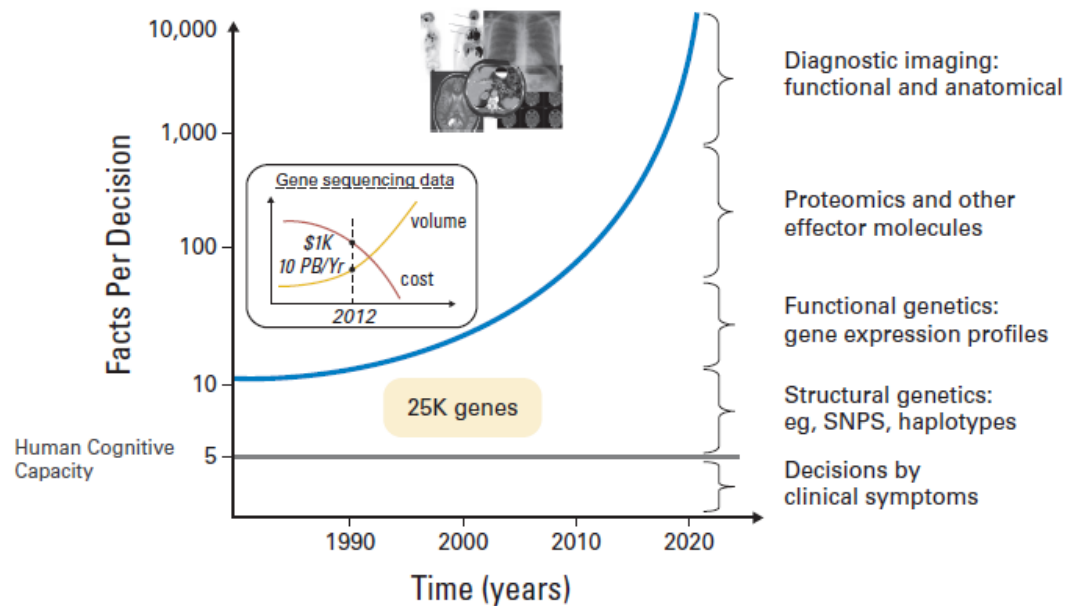 10,000
1,000
100
10
5
Facts Per Decision
Human Cognitive
Capacity
Gene sequencing data
volume
$1K
10 PB/Yr
cost
2012
25K genes
1990
2000
2010
2020
Time (years)
Diagnostic imaging:
functional and anatomical
Proteomics and other
effector molecules
Functional genetics:
gene expression profiles
Structural genetics:
eg, SNPS, haplotypes
Decisions by
clinical symptoms